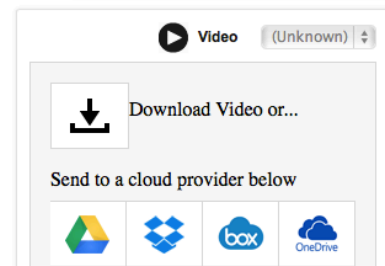 Video (Unknown)
Download Video or...
Send to a cloud provider below
box
OneDrive